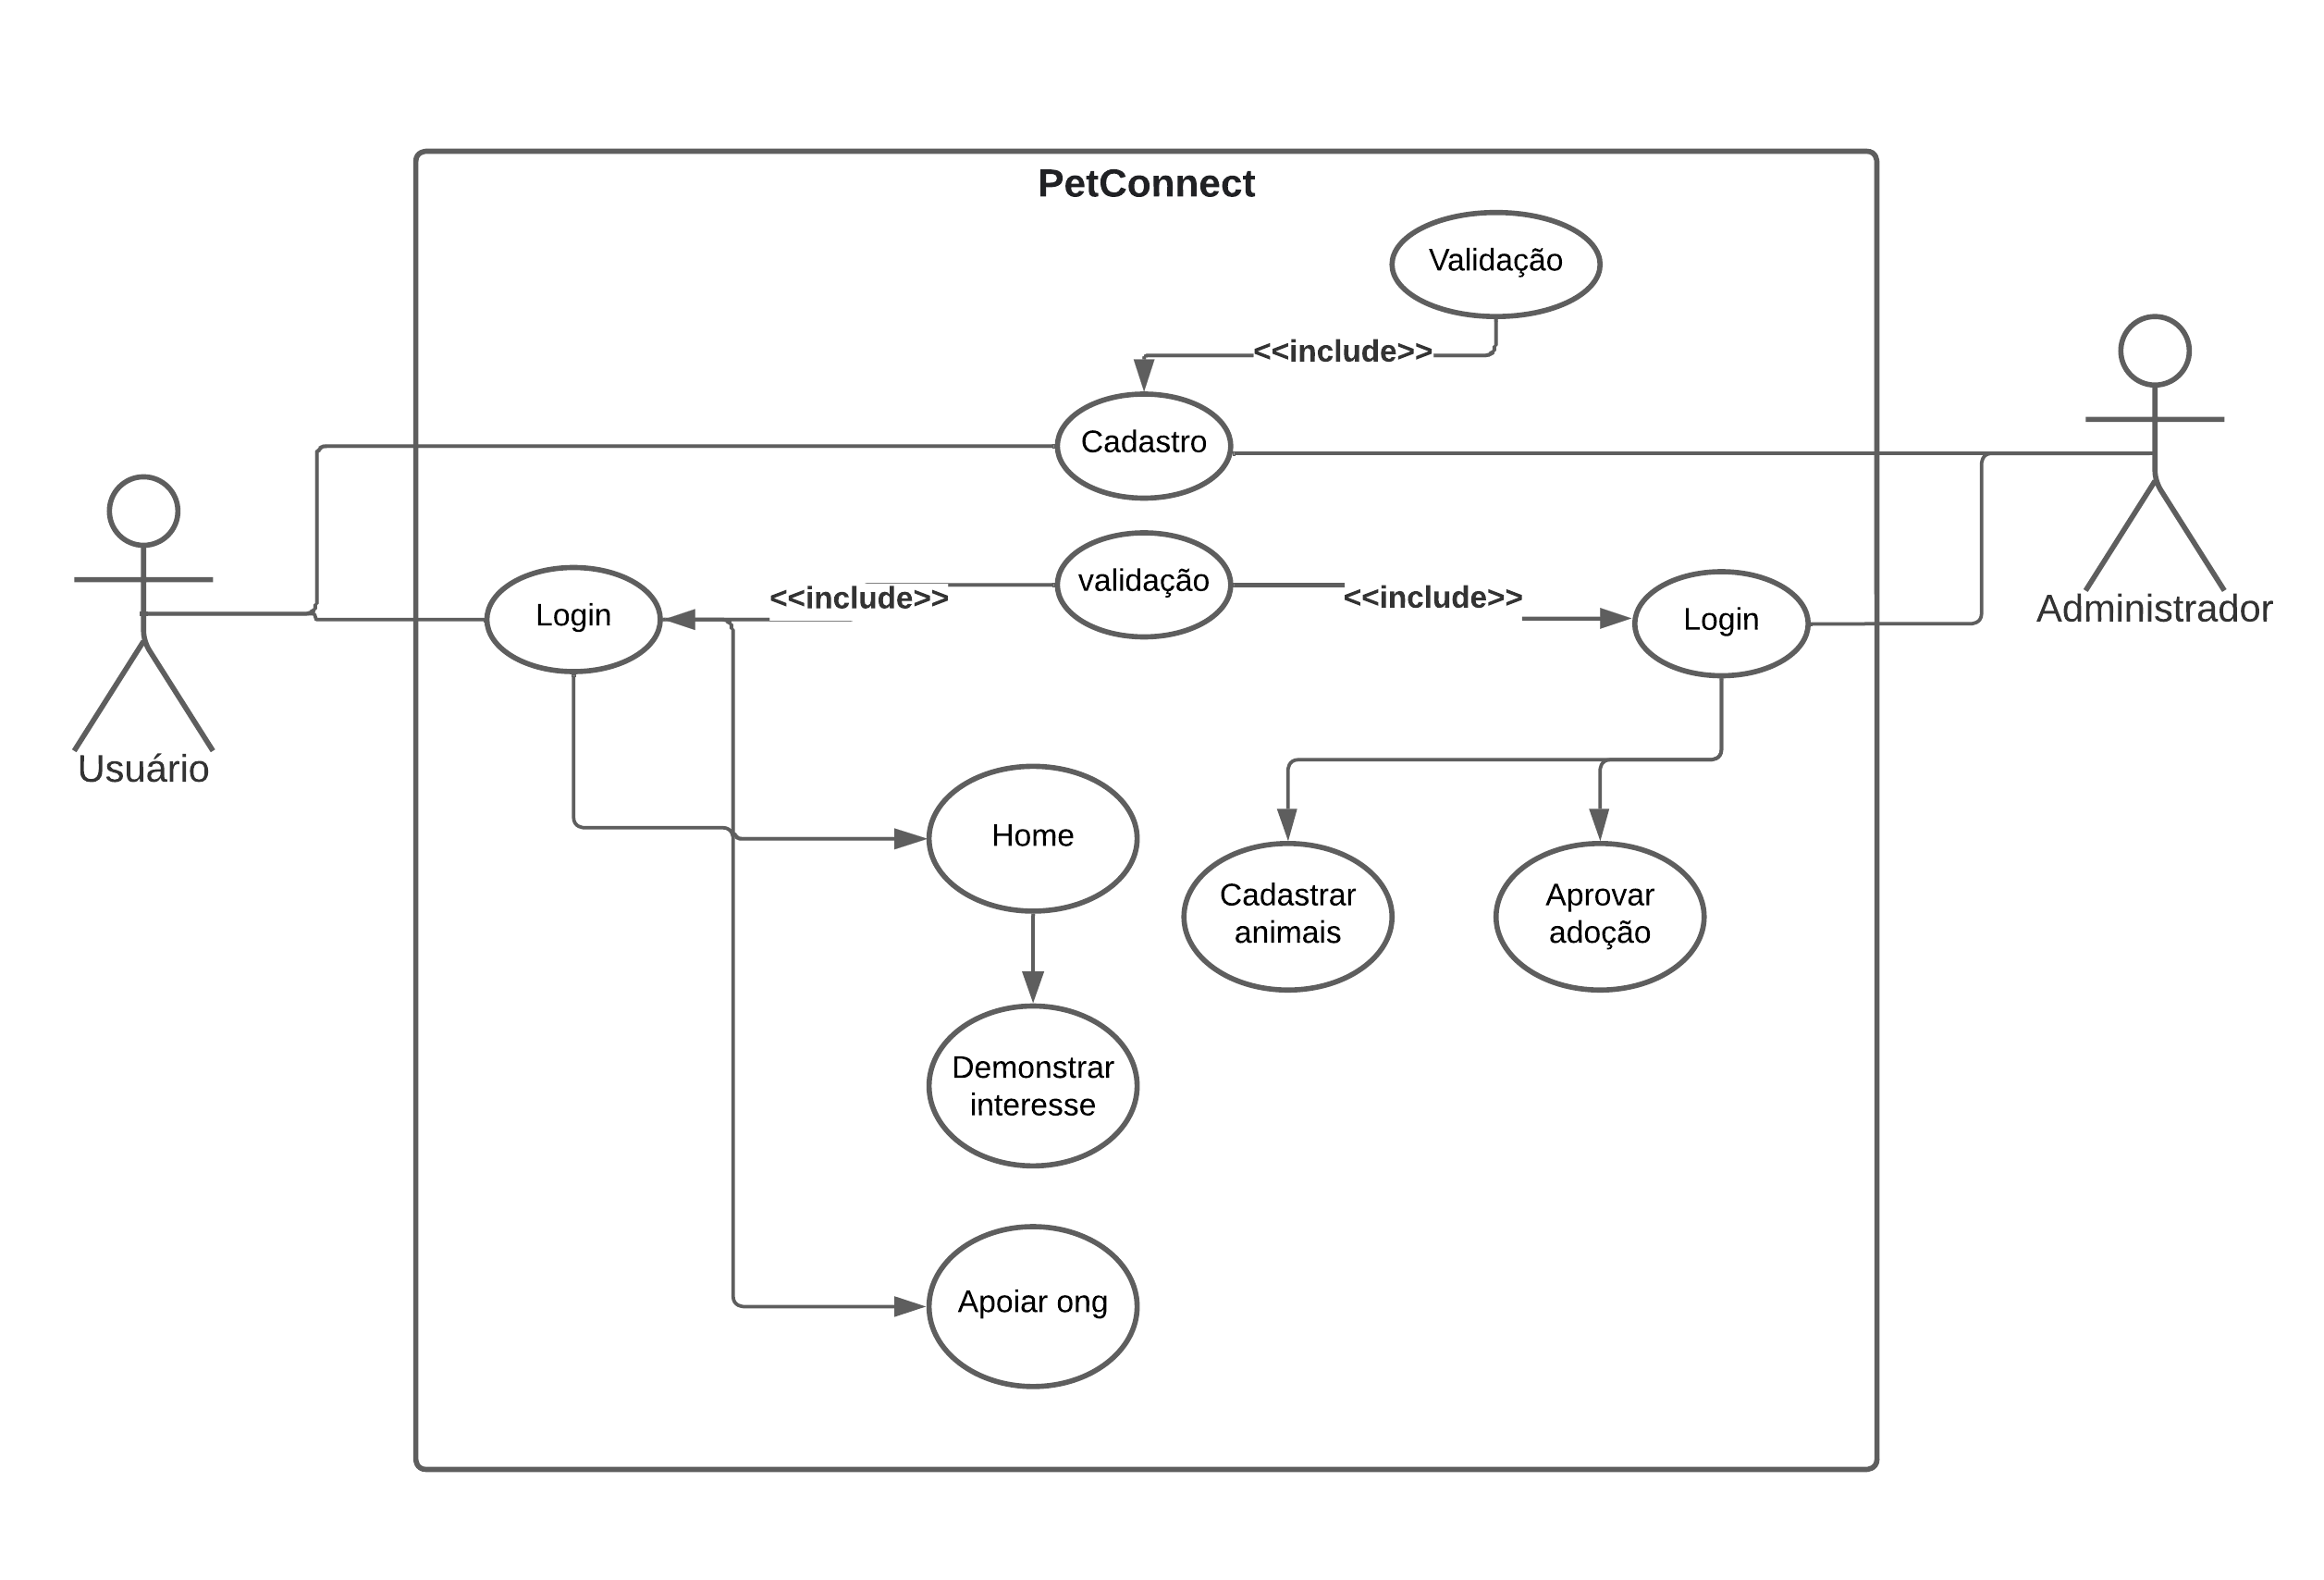 PetConnect
Validação
<<include>>
Cadastro
validação
<<include>>
<<include>>
Login
Login
Administrador
Usuário
Home
Cadastrar
animais
Aprovar
adoção
Demonstrar
interesse
Apoiar ong